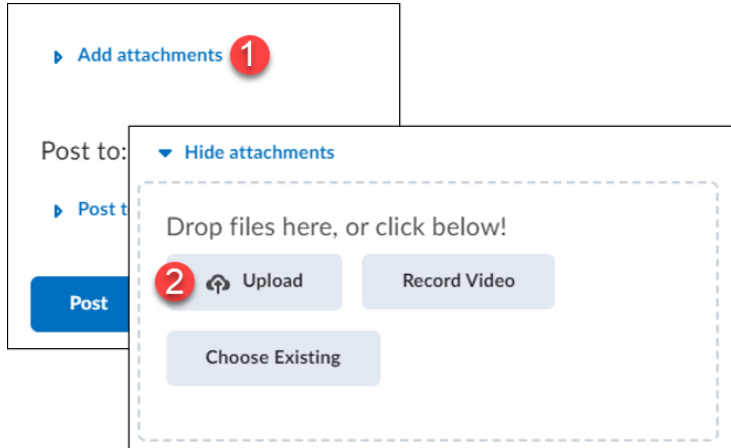 Add attachments 1
Post to:
Post t
Post
Hide attachments
Drop files here, or click below!
2 Upload Record Video
Choose Existing